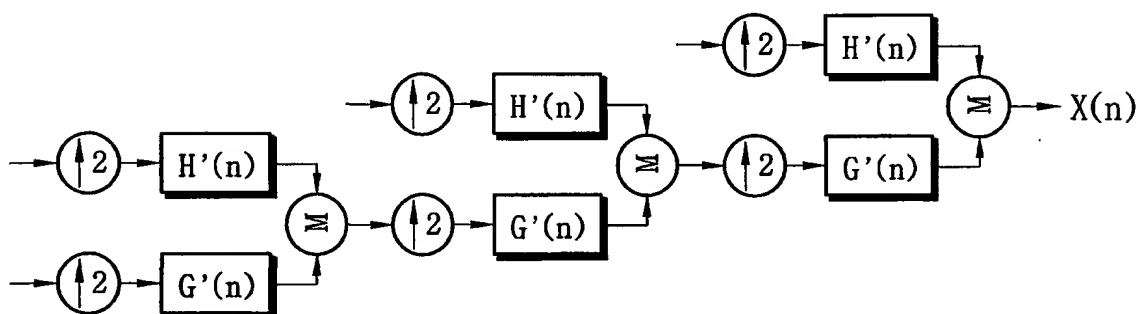 2 H'(n)
2 H'(n) M X(n)
2 H'(n) M 2 G'(n)
M 2 G'(n)
2 G'(n)